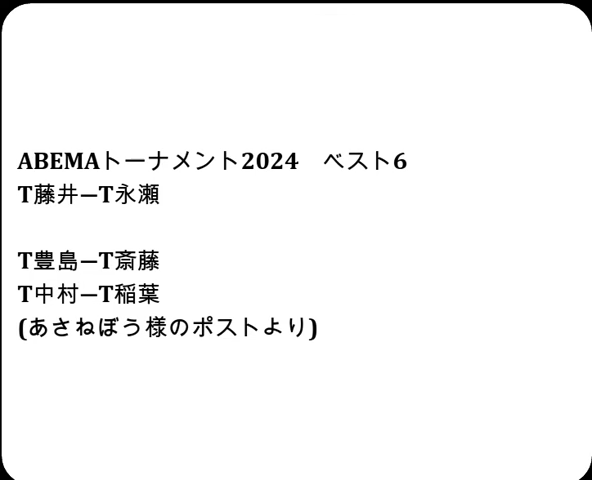 ABEMAトーナメント2024　ベスト6
T藤井ーT永瀬
T豊島ーT斎藤
T中村ーT稲葉
(あさねぼう様のポストより)